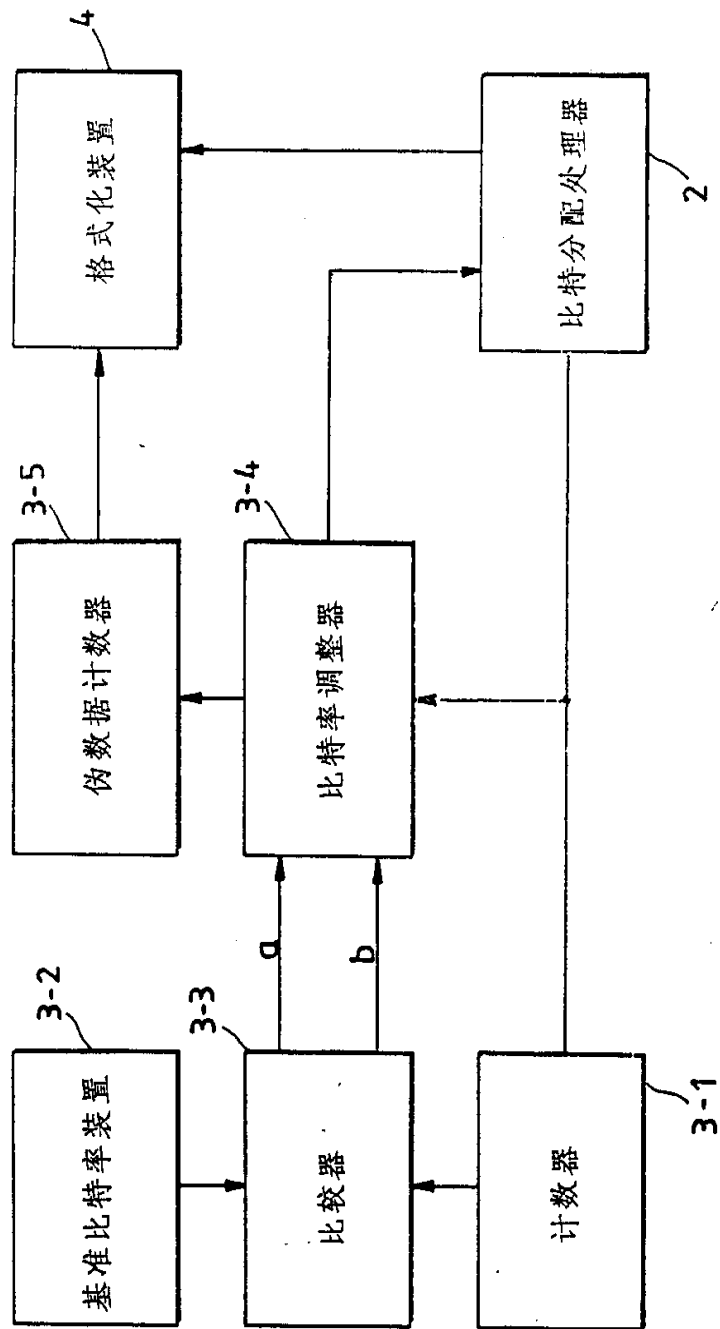 3-2
基准比特率装置
3-5
伪数据计数器
4
格式化装置
3-3
比较器
a
b
3-4
比特率调整器
计数器
3-1
比特分配处理器
2